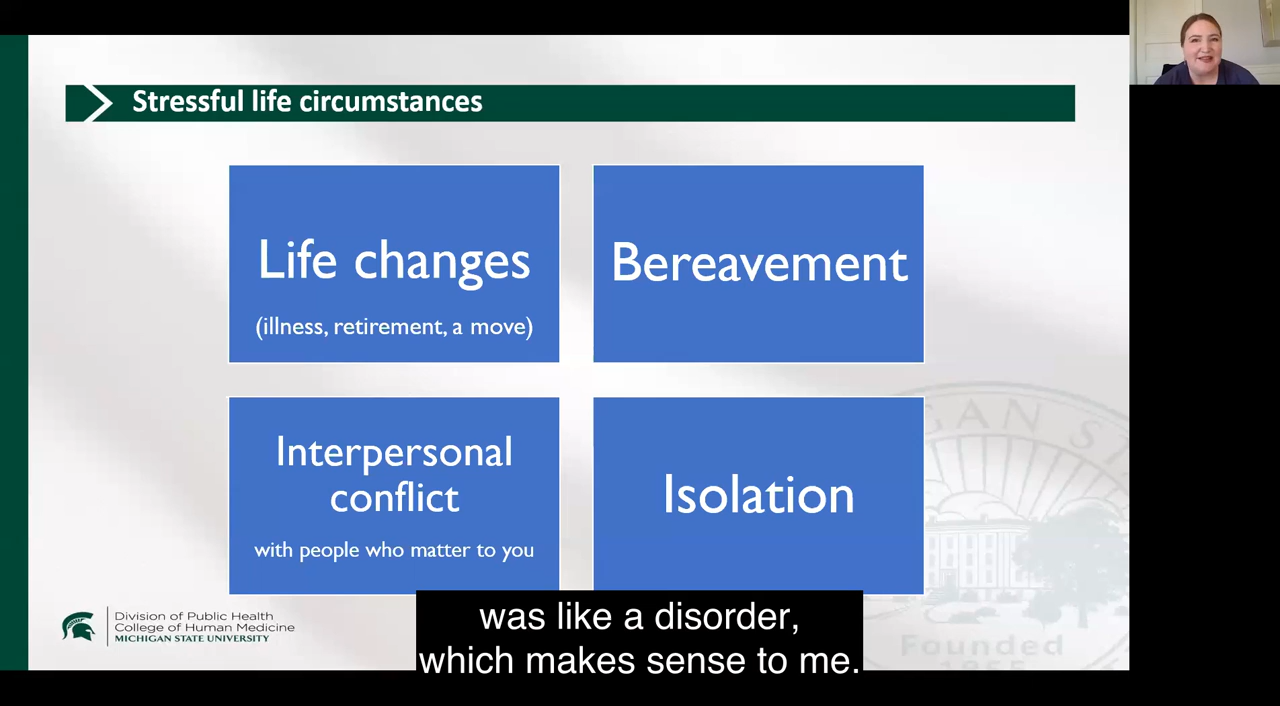 Stressful life circumstances
Life changes
(illness, retirement, a move)
Bereavement
Interpersonal
conflict
with people who matter to you
Isolation
Division of Public Health
College of Human Medicine
MICHIGAN STATE UNIVERSITY
Founded
1855
was like a disorder,
which makes sense to me.